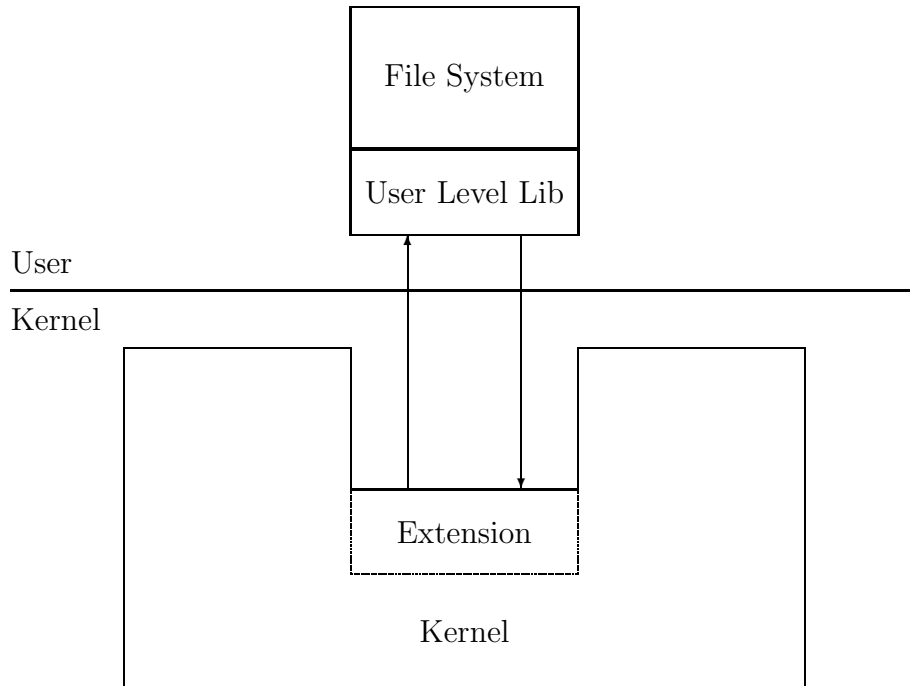 File System
User Level Lib
User
Kernel
Extension
Kernel